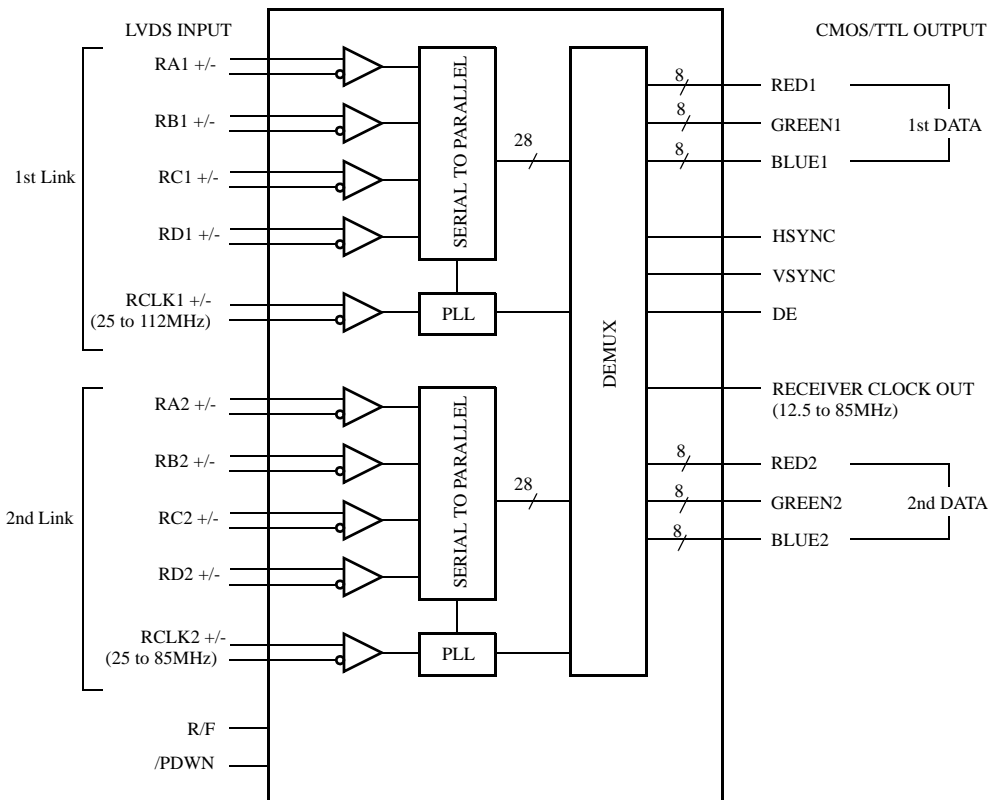 LVDS INPUT
CMOS/TTL OUTPUT
1st Link
RA1 +/-
RB1 +/-
RC1 +/-
RD1 +/-
RCLK1 +/-
(25 to 112MHz)
SERIAL TO PARALLEL
PLL
28
DEMUX
8
RED1
8
GREEN1
8
BLUE1
1st DATA
HSYNC
VSYNC
DE
RECEIVER CLOCK OUT
(12.5 to 85MHz)
2nd Link
RA2 +/-
RB2 +/-
RC2 +/-
RD2 +/-
RCLK2 +/-
(25 to 85MHz)
SERIAL TO PARALLEL
PLL
28
8
RED2
8
GREEN2
8
BLUE2
2nd DATA
R/F
/PDWN